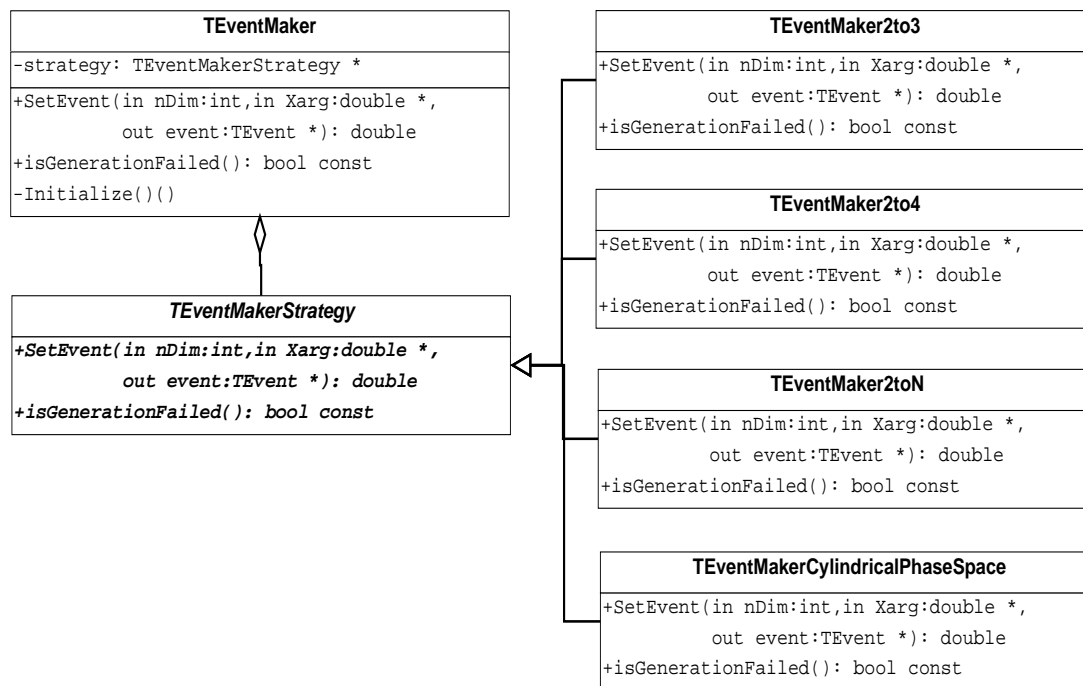 TEventMaker
-strategy: TEventMakerStrategy *
+SetEvent(in nDim:int,in Xarg:double *,
out event:TEvent *): double
+isGenerationFailed(): bool const
-Initialize()()
TEventMakerStrategy
+SetEvent(in nDim:int,in Xarg:double *,
out event:TEvent *): double
+isGenerationFailed(): bool const
TEventMaker2to3
+SetEvent(in nDim:int,in Xarg:double *,
out event:TEvent *): double
+isGenerationFailed(): bool const
TEventMaker2to4
+SetEvent(in nDim:int,in Xarg:double *,
out event:TEvent *): double
+isGenerationFailed(): bool const
TEventMaker2toN
+SetEvent(in nDim:int,in Xarg:double *,
out event:TEvent *): double
+isGenerationFailed(): bool const
TEventMakerCylindricalPhaseSpace
+SetEvent(in nDim:int,in Xarg:double *,
out event:TEvent *): double
+isGenerationFailed(): bool const